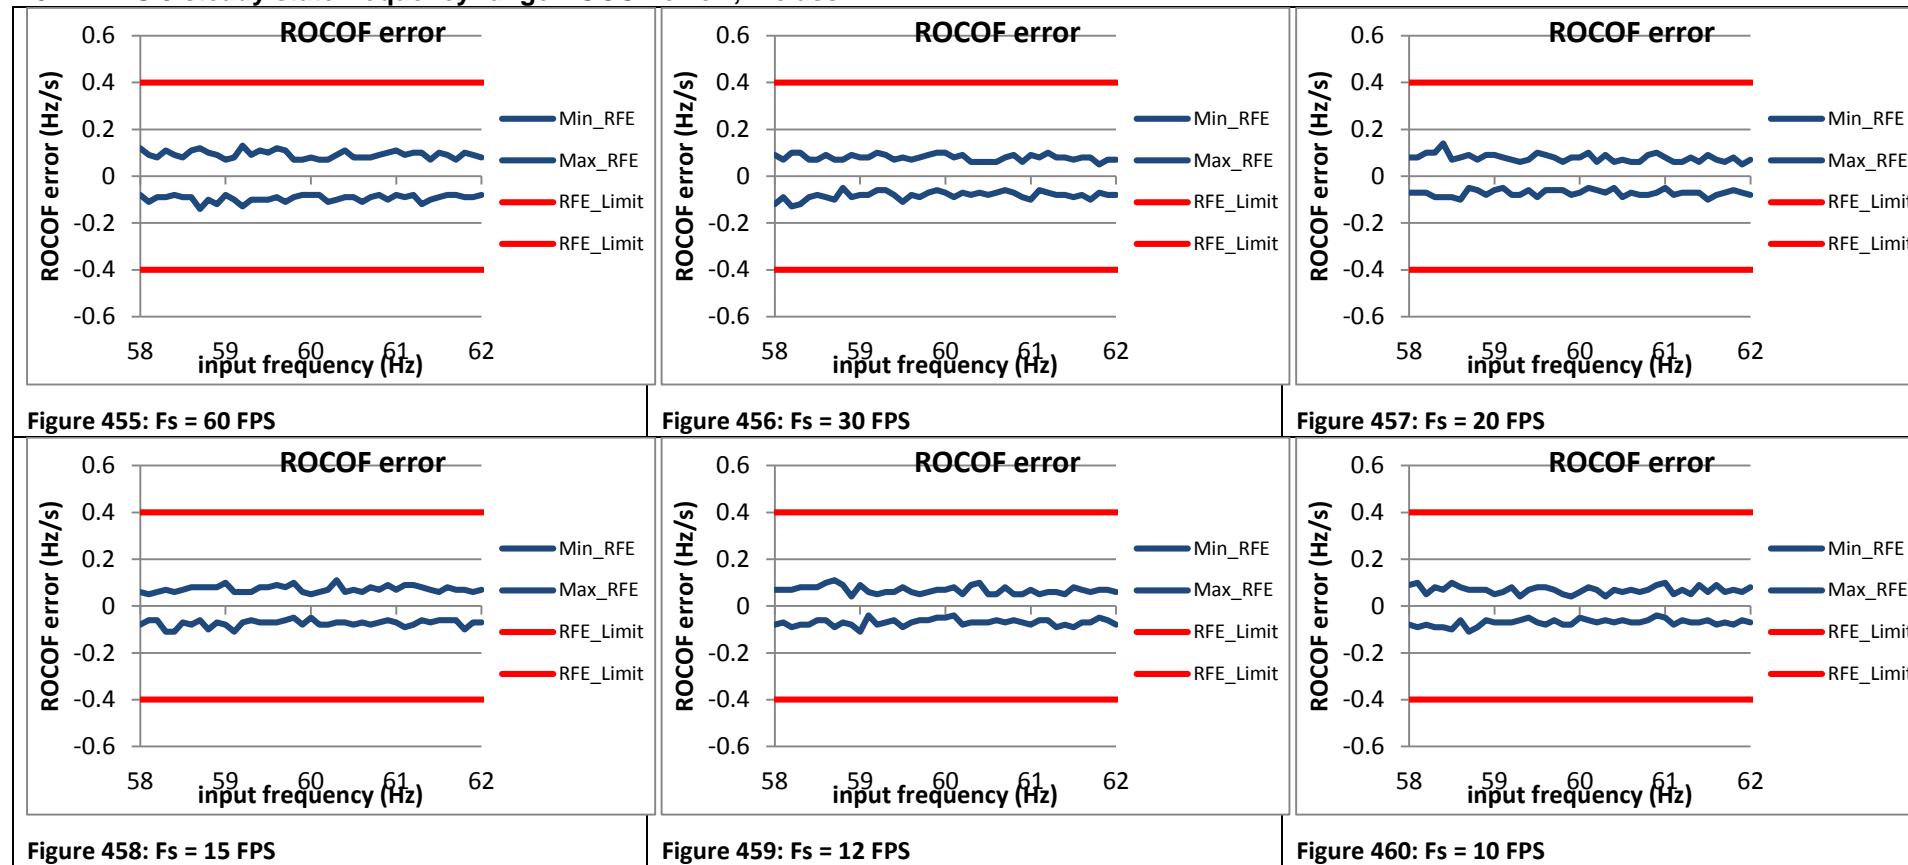 steady state frequency range ROCOF error,
ROCOF error
ROCOF error (Hz/s)
0.6
0.4
0.2
0
-0.2
-0.4
-0.6
58 59 60 61 62
input frequency (Hz)
Min_RFE
Max_RFE
RFE_Limit
RFE_Limit
Figure 455: Fs = 60 FPS
ROCOF error
ROCOF error (Hz/s)
0.6
0.4
0.2
0
-0.2
-0.4
-0.6
58 59 60 61 62
input frequency (Hz)
Min_RFE
Max_RFE
RFE_Limit
RFE_Limit
Figure 456: Fs = 30 FPS
ROCOF error
ROCOF error (Hz/s)
0.6
0.4
0.2
0
-0.2
-0.4
-0.6
58 59 60 61 62
input frequency (Hz)
Min_RFE
Max_RFE
RFE_Limit
RFE_Limit
Figure 457: Fs = 20 FPS
ROCOF error
ROCOF error (Hz/s)
0.6
0.4
0.2
0
-0.2
-0.4
-0.6
58 59 60 61 62
input frequency (Hz)
Min_RFE
Max_RFE
RFE_Limit
RFE_Limit
Figure 458: Fs = 15 FPS
ROCOF error
ROCOF error (Hz/s)
0.6
0.4
0.2
0
-0.2
-0.4
-0.6
58 59 60 61 62
input frequency (Hz)
Min_RFE
Max_RFE
RFE_Limit
RFE_Limit
Figure 459: Fs = 12 FPS
ROCOF error
ROCOF error (Hz/s)
0.6
0.4
0.2
0
-0.2
-0.4
-0.6
58 59 60 61 62
input frequency (Hz)
Min_RFE
Max_RFE
RFE_Limit
RFE_Limit
Figure 460: Fs = 10 FPS